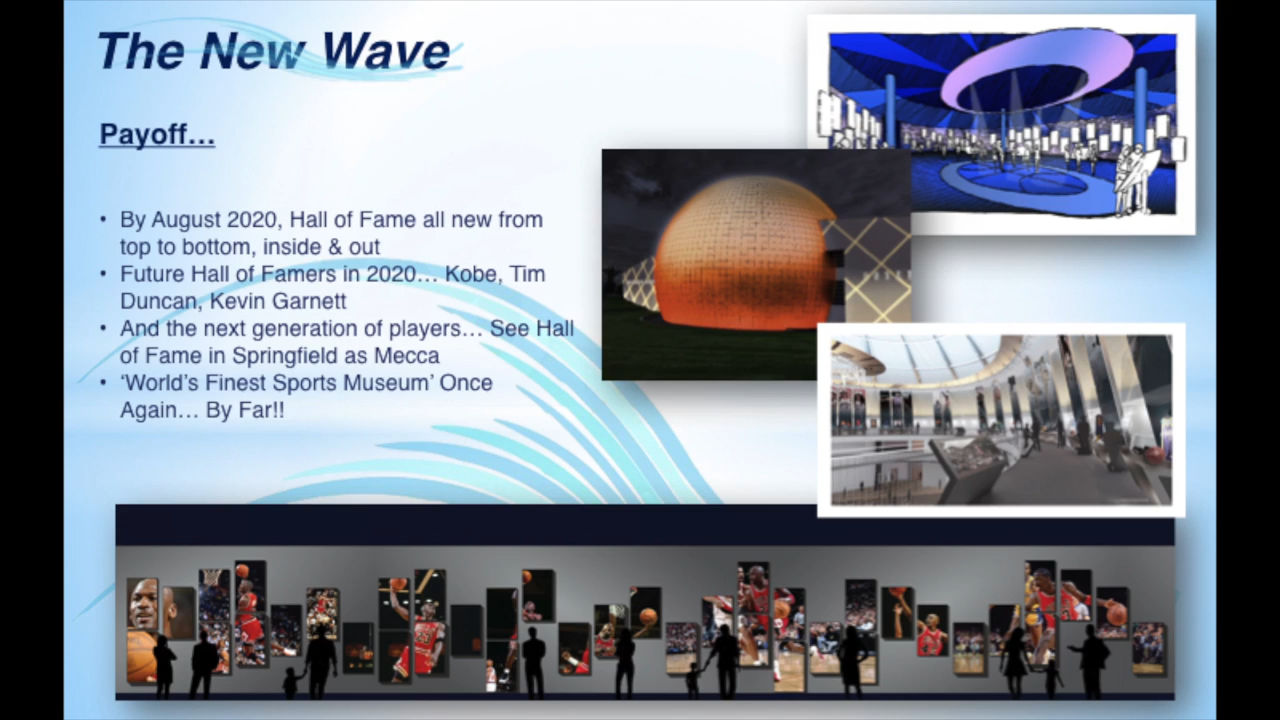 The New Wave
Payoff…
• By August 2020, Hall of Fame all new from
top to bottom, inside & out
• Future Hall of Famers in 2020… Kobe, Tim
Duncan, Kevin Garnett
• And the next generation of players… See Hall
of Fame in Springfield as Mecca
• ‘World’s Finest Sports Museum’ Once
Again… By Far!!